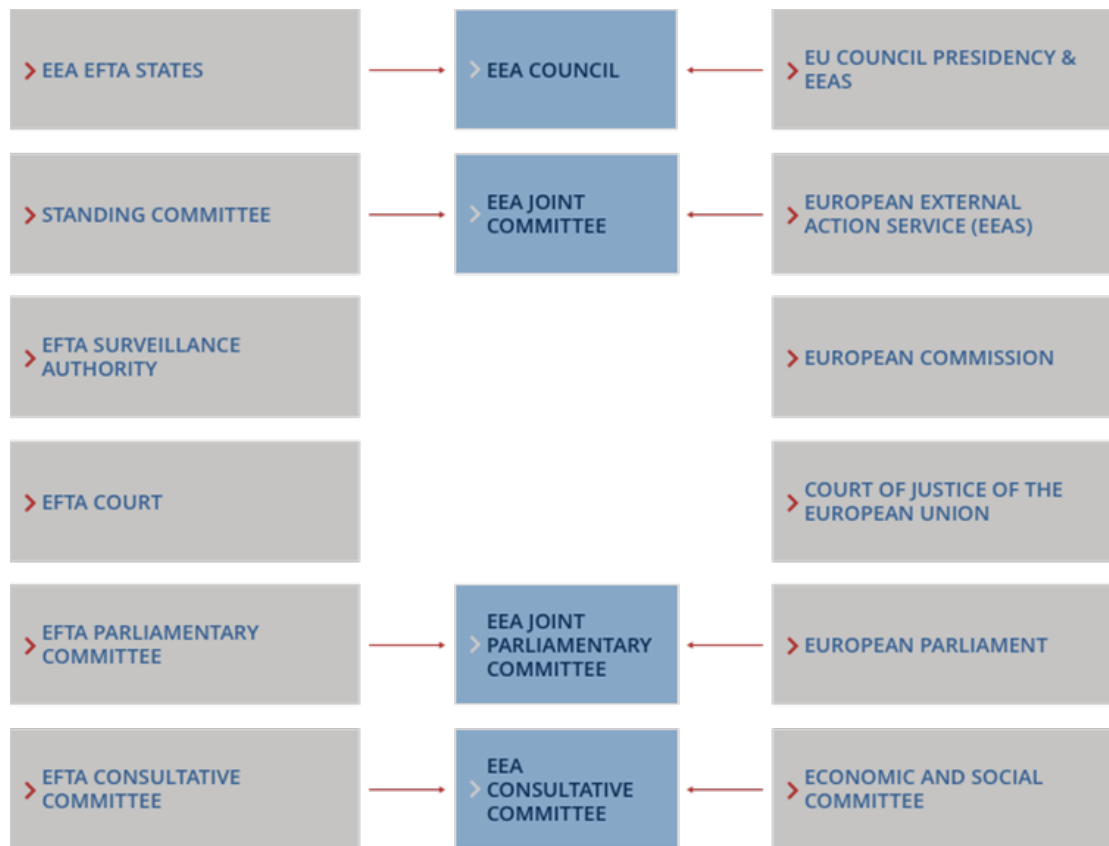 EEA EFTA STATES
EEA COUNCIL
EU COUNCIL PRESIDENCY &
EEAS
STANDING COMMITTEE
EEA JOINT
COMMITTEE
EUROPEAN EXTERNAL
ACTION SERVICE (EEAS)
EFTA SURVEILLANCE
AUTHORITY
EUROPEAN COMMISSION
EFTA COURT
COURT OF JUSTICE OF THE
EUROPEAN UNION
EFTA PARLIAMENTARY
COMMITTEE
EEA JOINT
PARLIAMENTARY
COMMITTEE
EUROPEAN PARLIAMENT
EFTA CONSULTATIVE
COMMITTEE
EEA
CONSULTATIVE
COMMITTEE
ECONOMIC AND SOCIAL
COMMITTEE